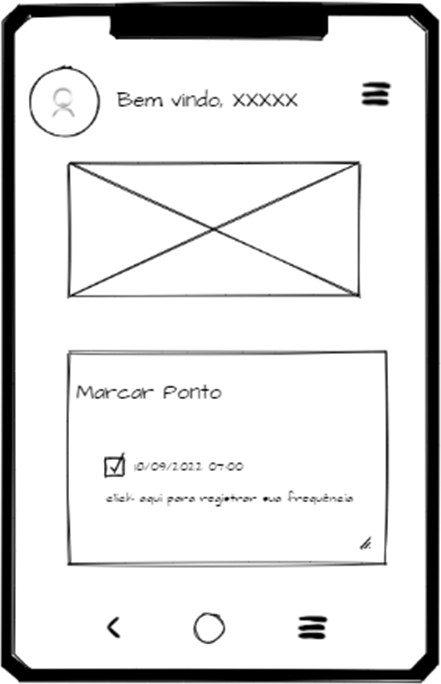 Bem vindo, XXXXX
Marcar Ponto
10/09/2022 07:00
click aqui para registrar sua frequência